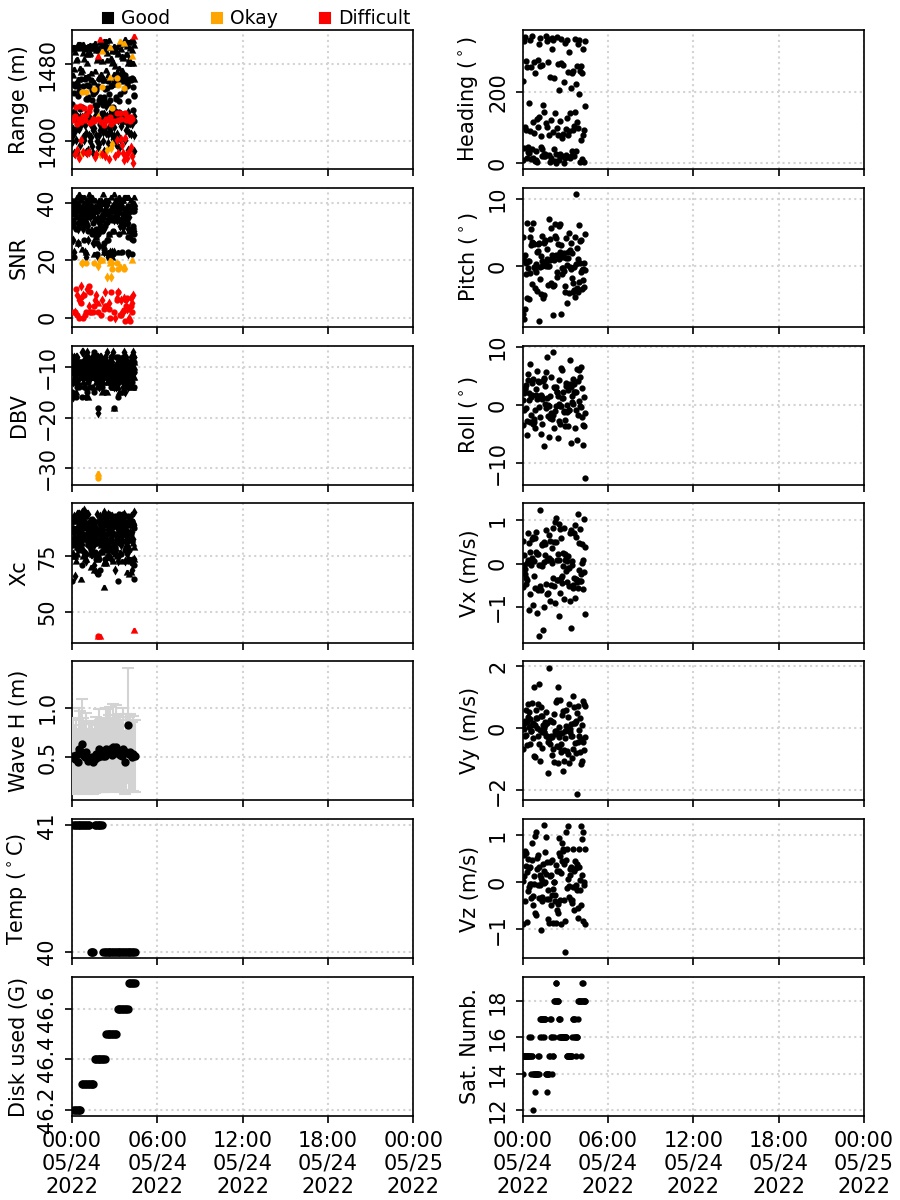 Good Okay Difficult
Range (m)
1480
1400
Heading (°)
200
0
SNR
40
20
0
Pitch (°)
10
0
DBV
−10
−20
−30
Roll (°)
10
0
−10
Xc
75
50
Vx (m/s)
1
0
−1
Wave H (m)
1.0
0.5
Vy (m/s)
2
0
−2
Temp (°C)
41
40
Vz (m/s)
1
0
−1
Disk used (G)
46.6
46.4
46.2
Sat. Numb.
18
16
14
12
00:00 06:00 12:00 18:00 00:00
05/24 05/24 05/24 05/24 05/25
2022 2022 2022 2022 2022
00:00 06:00 12:00 18:00 00:00
05/24 05/24 05/24 05/24 05/25
2022 2022 2022 2022 2022